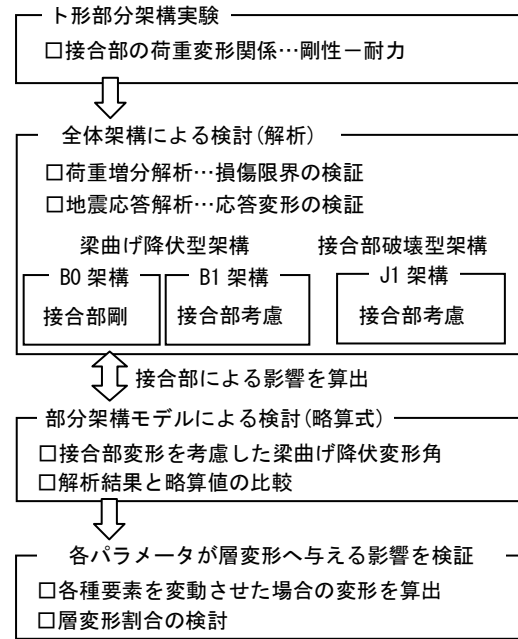 ト形部分架構実験
□接合部の荷重変形関係…剛性－耐力
全体架構による検討(解析)
□荷重増分解析…損傷限界の検証
□地震応答解析…応答変形の検証
梁曲げ降伏型架構 接合部破壊型架構
B0 架構 B1 架構 J1 架構
接合部剛 接合部考慮 接合部考慮
接合部による影響を算出
部分架構モデルによる検討(略算式)
□接合部変形を考慮した梁曲げ降伏変形角
□解析結果と略算値の比較
各パラメータが層変形へ与える影響を検証
□各種要素を変動させた場合の変形を算出
□層変形割合の検討